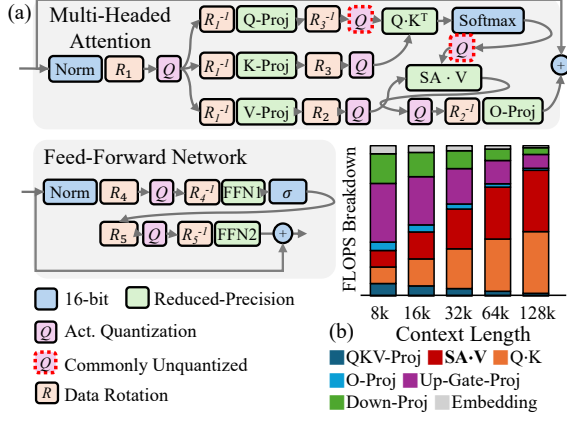 (a)
Multi-Headed
Attention
Norm R₁ Q
R₁⁻¹ Q-Proj R₃⁻¹ Q Q·Kᵀ Softmax
R₁⁻¹ K-Proj R₃ Q
Q
SA · V
R₁⁻¹ V-Proj R₂ Q
Q R₂⁻¹ O-Proj
+
Feed-Forward Network
Norm R₄ Q R₄⁻¹ FFN1 σ
R₅ Q R₅⁻¹ FFN2 +
16-bit
Reduced-Precision
Q Act. Quantization
Q Commonly Unquantized
R Data Rotation
FLOPS Breakdown
8k 16k 32k 64k 128k
(b) Context Length
QKV-Proj SA·V Q·K
O-Proj Up-Gate-Proj
Down-Proj Embedding